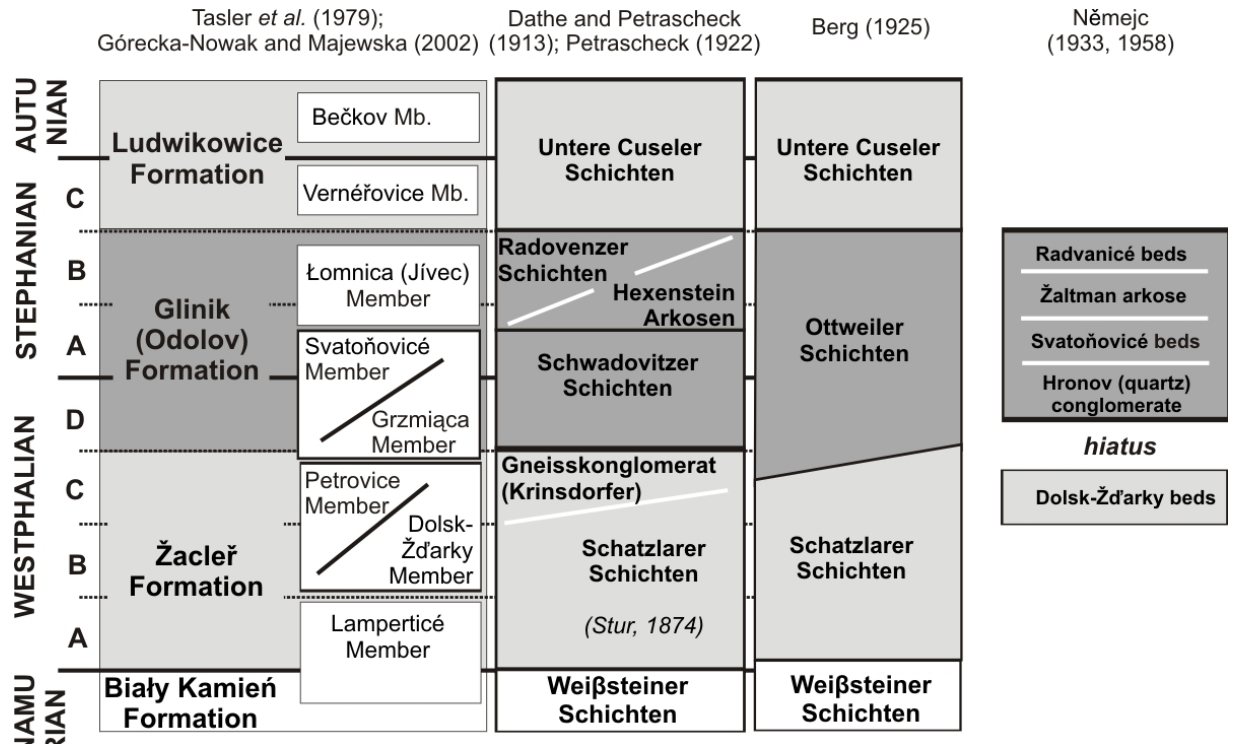 Tasler et al. (1979);
Górecka-Nowak and Majewska (2002)
Dathe and Petrascheck
(1913); Petrascheck (1922)
Berg (1925)
Němejc
(1933, 1958)
AUTU
NIAN
STEPHANIAN
C
B
A
WESTPHALIAN
D
C
B
A
NAMU
RIAN
Ludwikowice
Formation
Bečkov Mb.
Vernéřovice Mb.
Glinik
(Odolov)
Formation
Łomnica (Jívec)
Member
Svatoňovicé
Member
Grzmiąca
Member
Žacleř
Formation
Petrovice
Member
Dolsk-
Žďarky
Member
Lamperticé
Member
Biały Kamień
Formation
Untere Cuseler
Schichten
Radovenzer
Schichten
Hexenstein
Arkosen
Schwadovitzer
Schichten
Gneisskonglomerat
(Krinsdorfer)
Schatzlarer
Schichten
(Stur, 1874)
Weiβsteiner
Schichten
Untere Cuseler
Schichten
Ottweiler
Schichten
Schatzlarer
Schichten
Weiβsteiner
Schichten
Radvanicé beds
Žaltman arkose
Svatoňovicé beds
Hronov (quartz)
conglomerate
hiatus
Dolsk-Žďarky beds